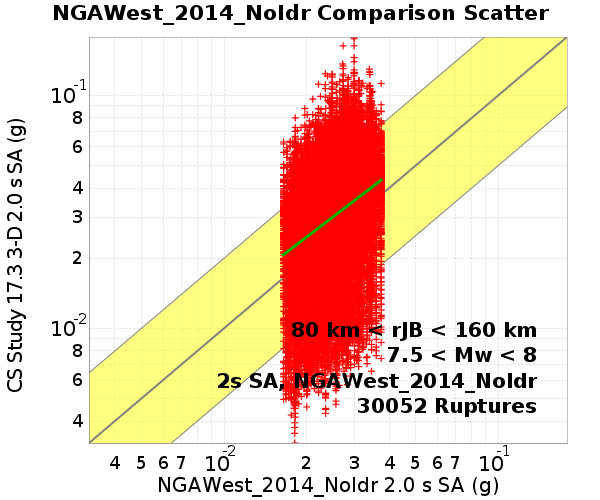 NGAWest_2014_NoIdr Comparison Scatter
CS Study 17.3 3-D 2.0 s SA (g)
10^-1
8
6
4
3
2
10^-2
8
6
4
80 km < rJB < 160 km
7.5 < Mw < 8
2s SA, NGAWest_2014_NoIdr
30052 Ruptures
4 5 6 7 10^-2 2 3 4 5 6 7 10^-1
NGAWest_2014_NoIdr 2.0 s SA (g)